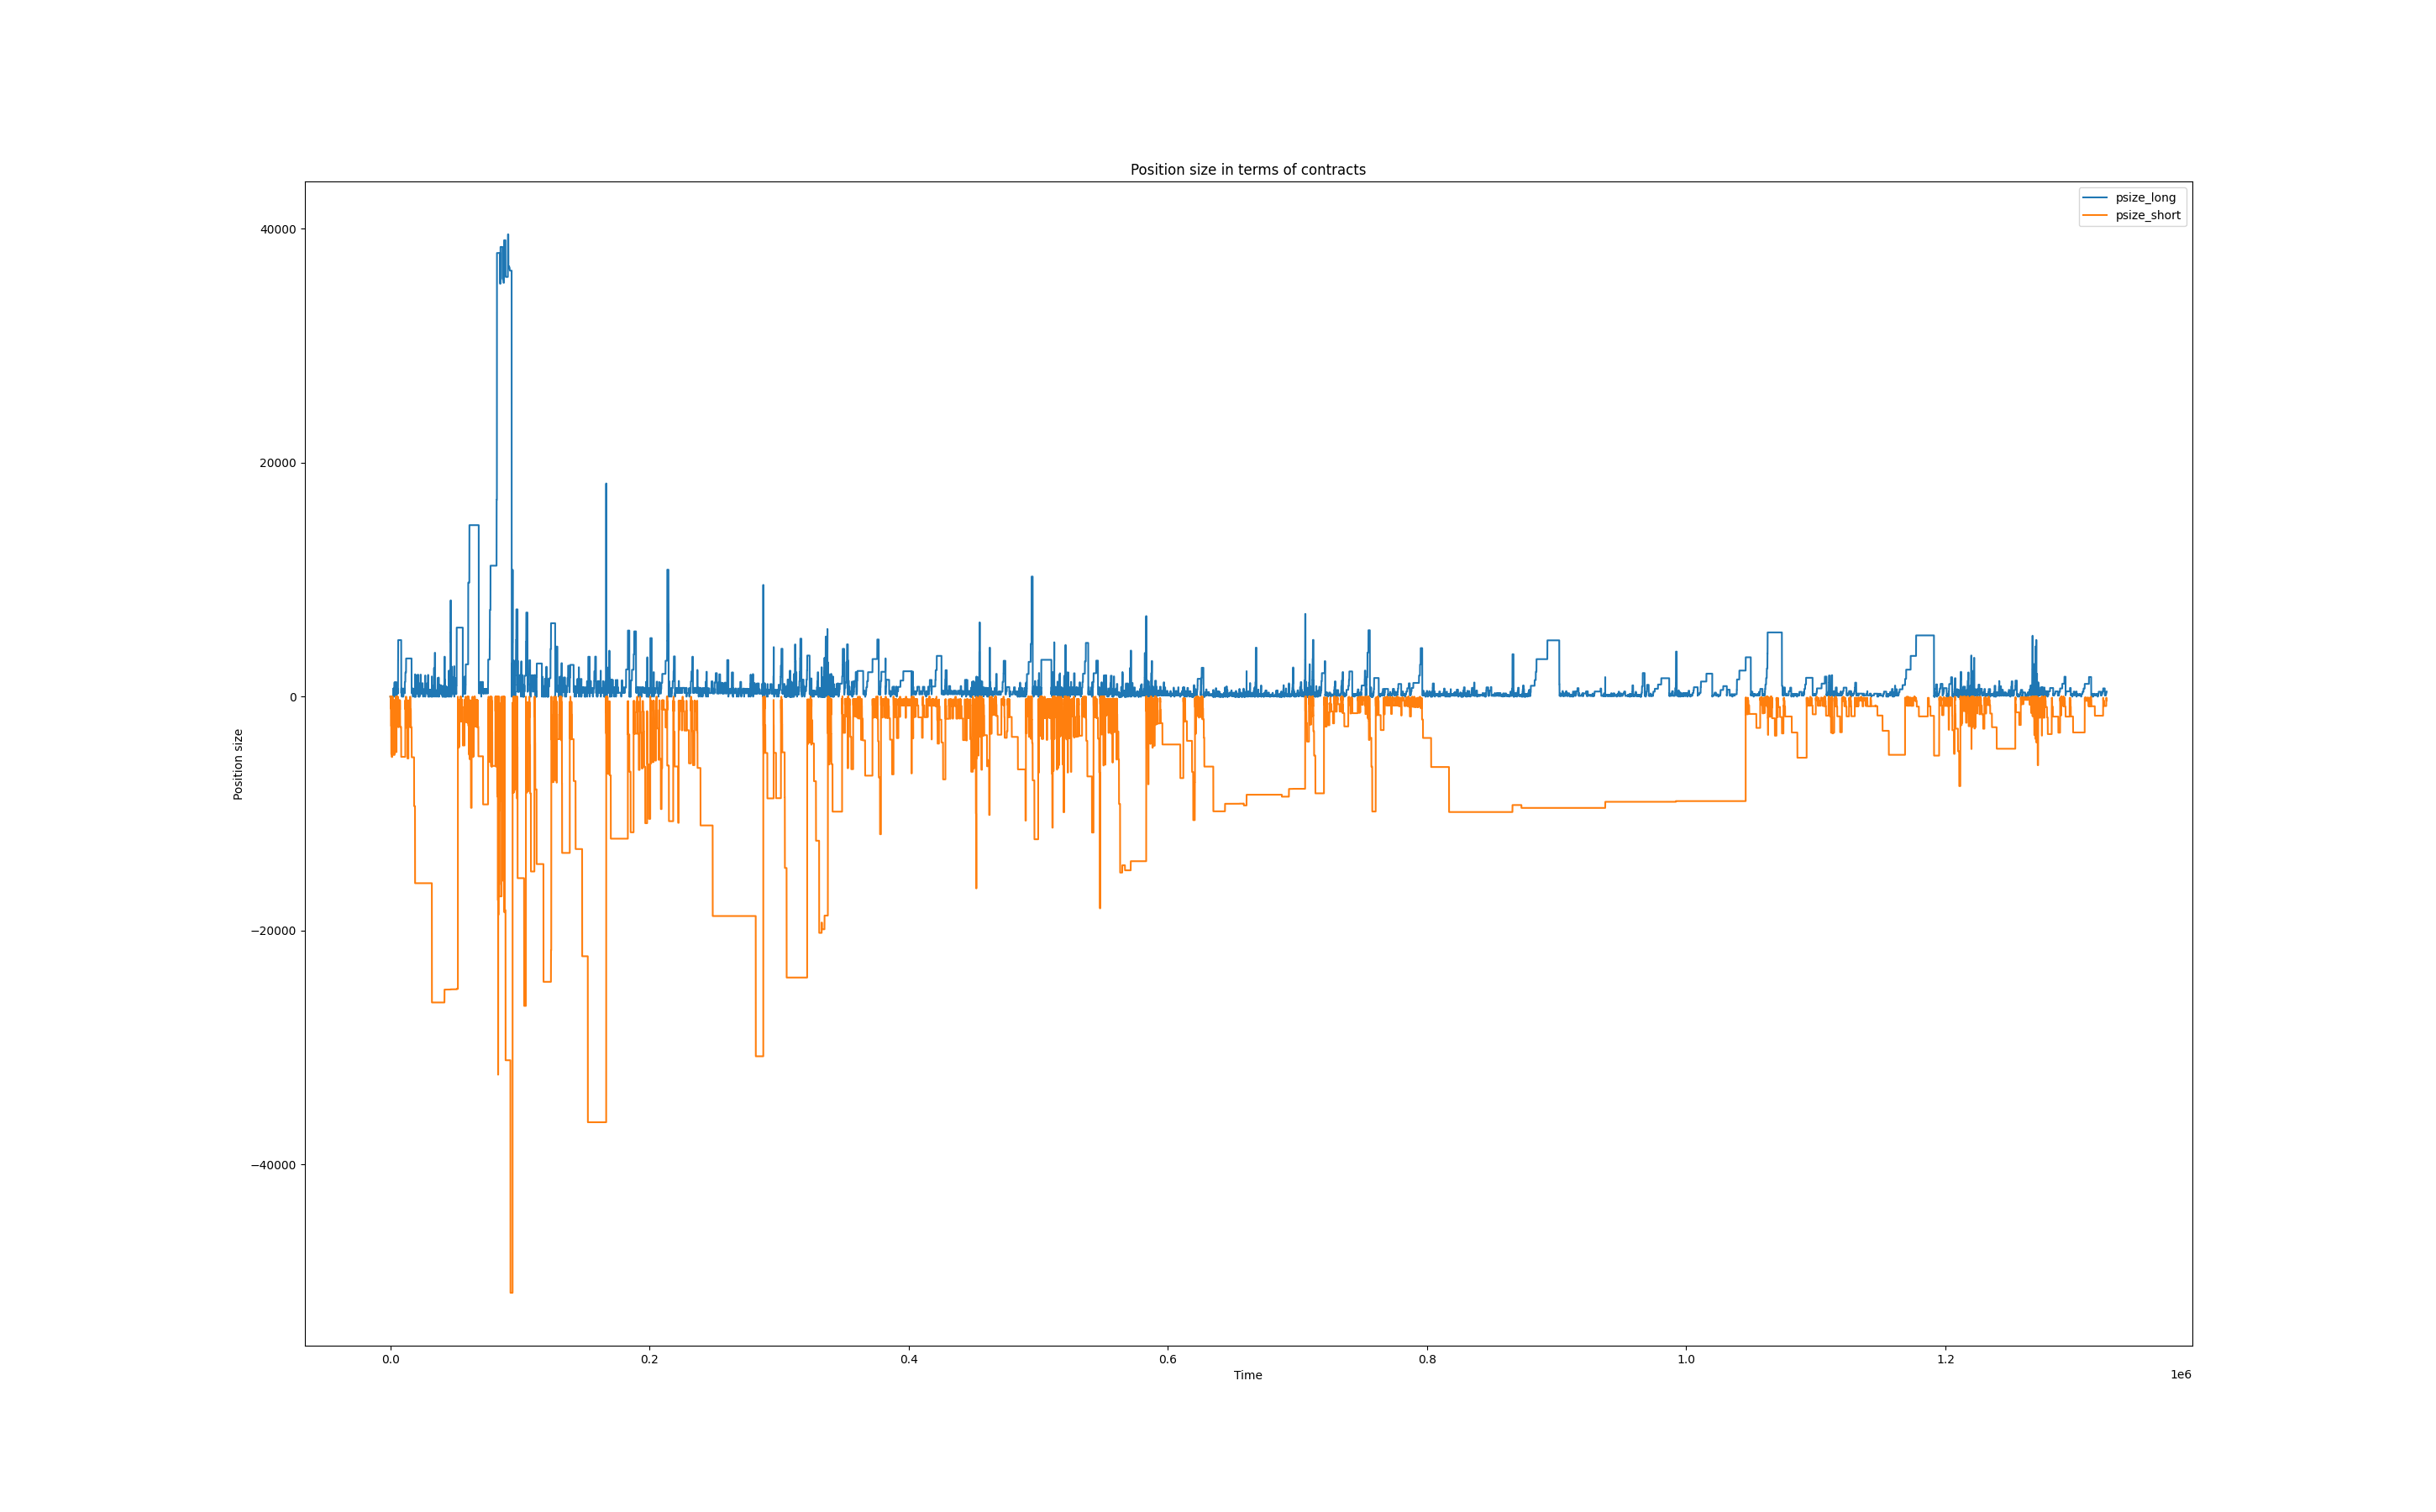 Position size in terms of contracts
psize_long
psize_short
40000
20000
0
−20000
−40000
Position size
0.0 0.2 0.4 0.6 0.8 1.0 1.2
1e6
Time